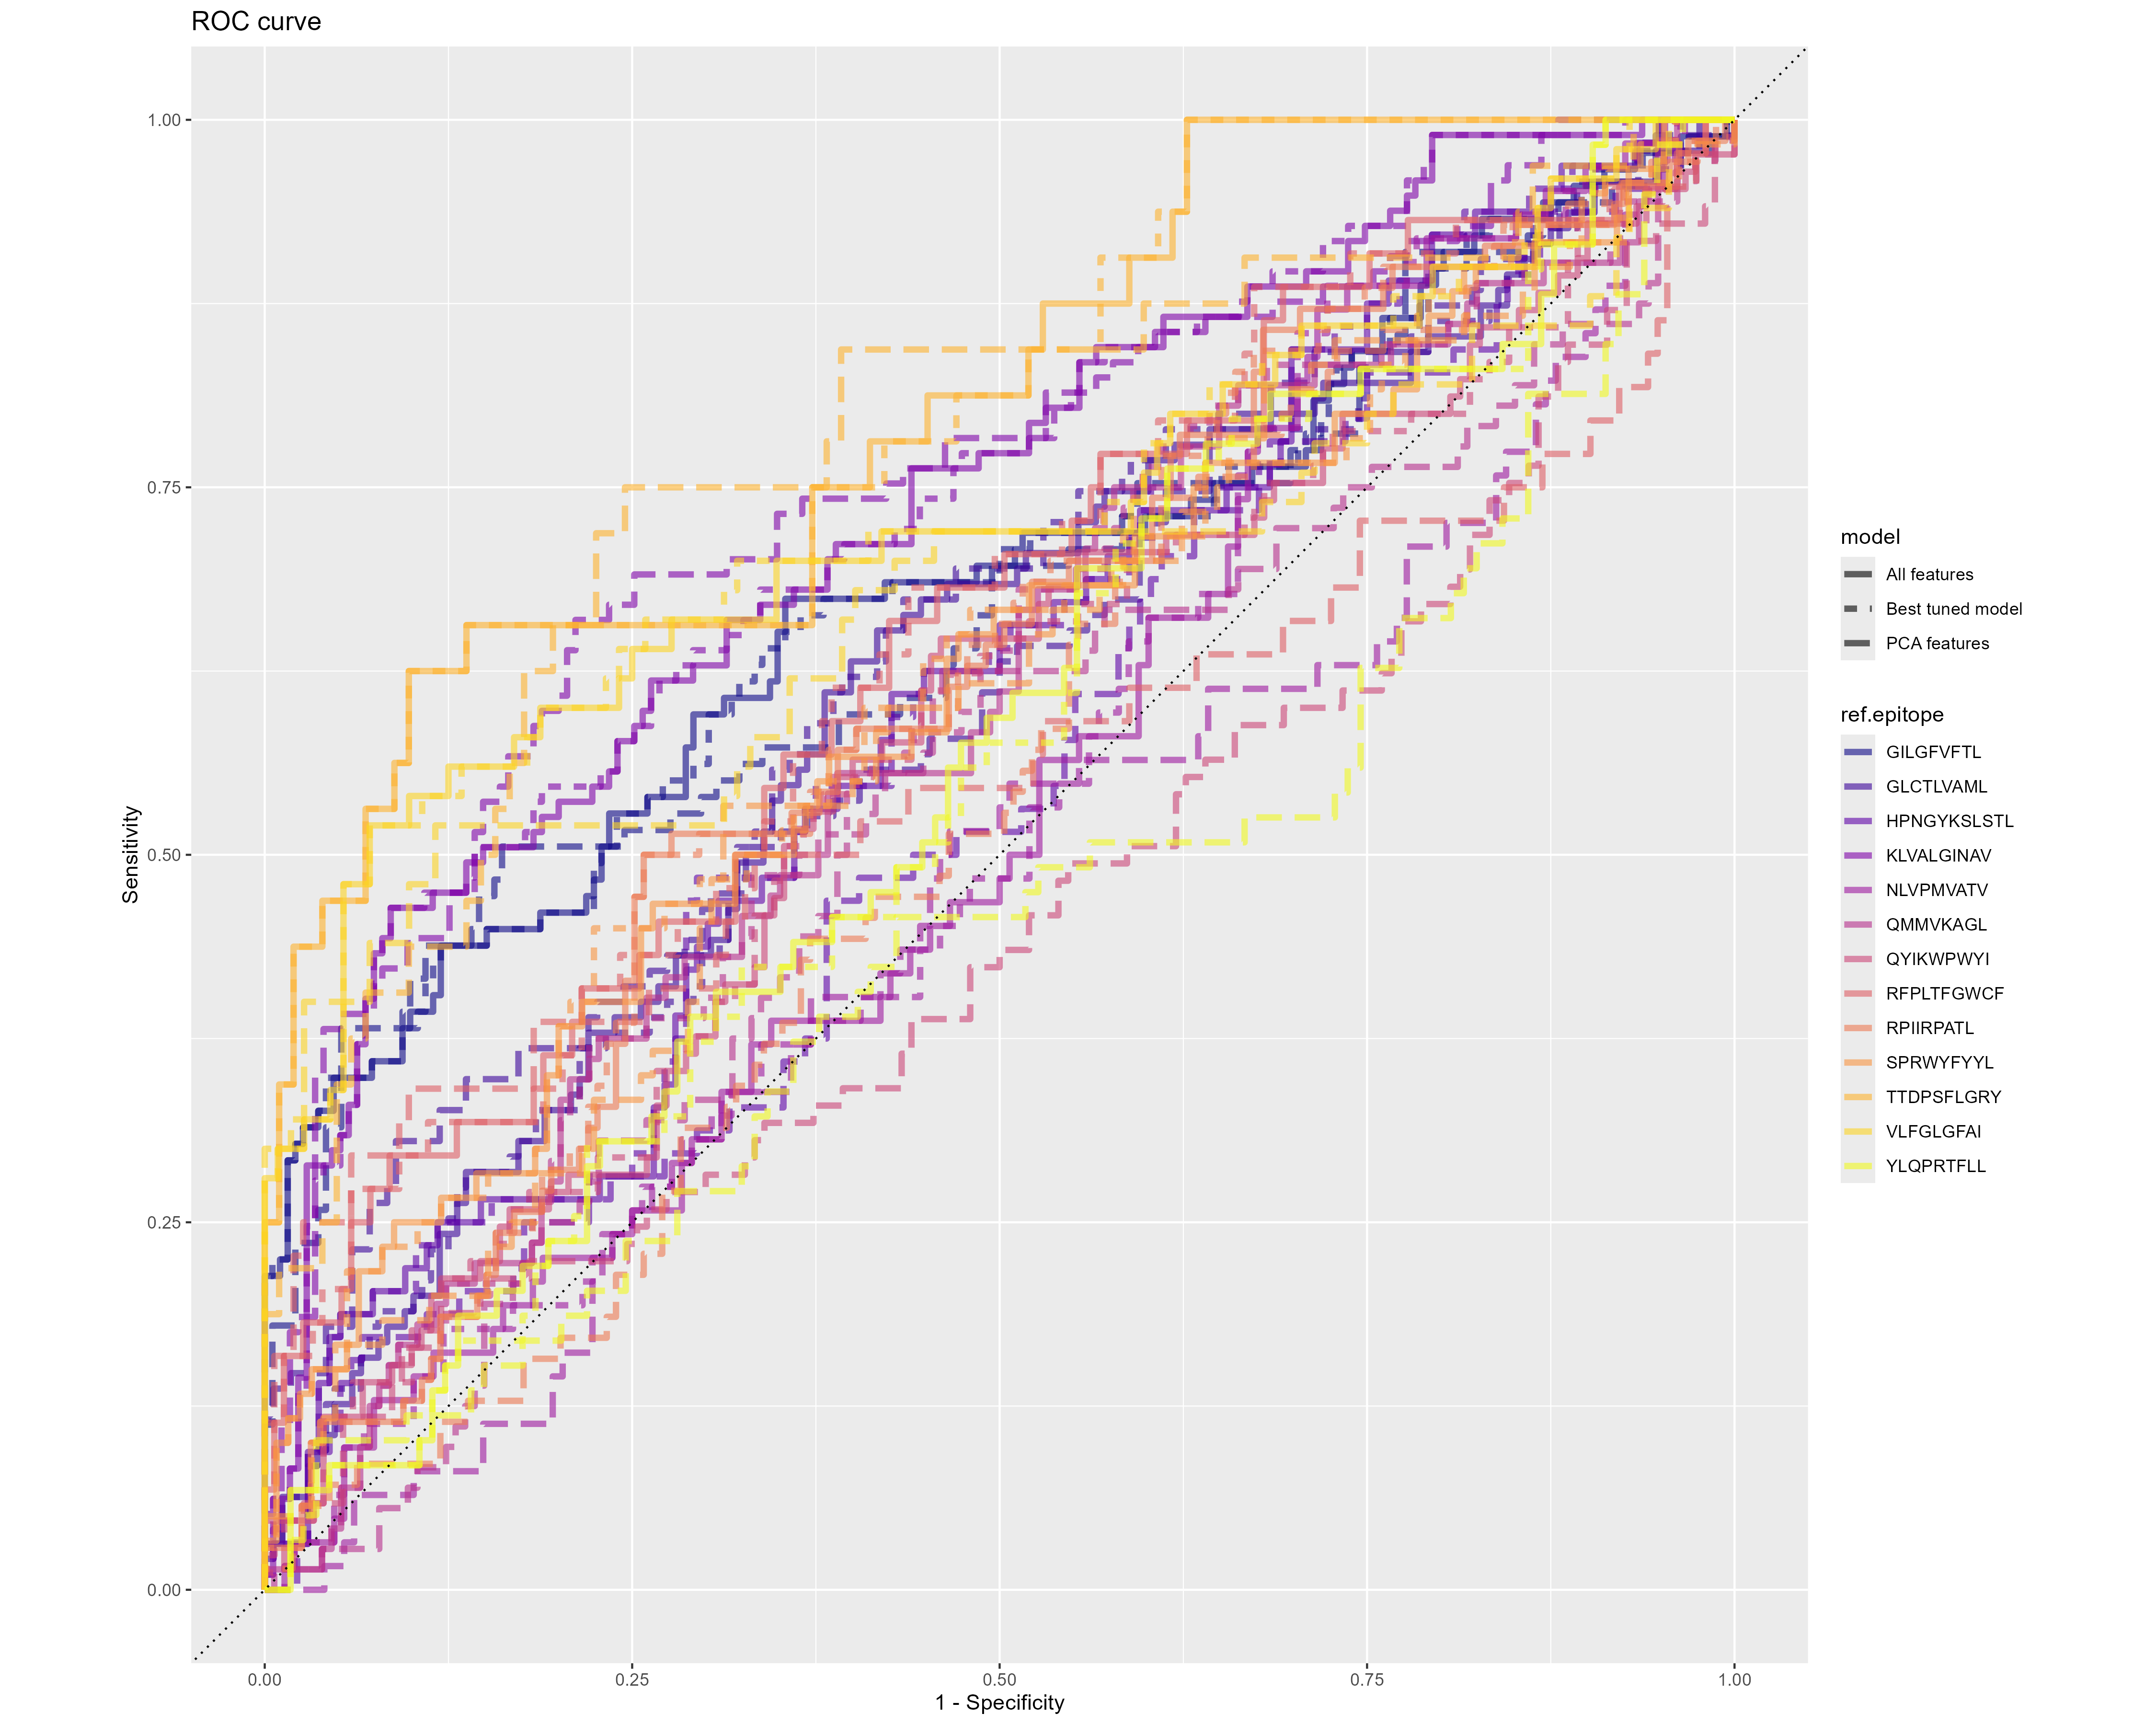 ROC curve
1.00
0.75
0.50
0.25
0.00
Sensitivity
0.00
0.25
0.50
0.75
1.00
1 - Specificity
model
All features
Best tuned model
PCA features
ref.epitope
GILGFVFTL
GLCTLVAML
HPNGYKSLSTL
KLVALGINAV
NLVPMVATV
QMMVKAGL
QYIKWPWYI
RFPLTFGWCF
RPIIRPATL
SPRWYFYYL
TTDPSFLGRY
VLFGLGFAI
YLQPRTFLL